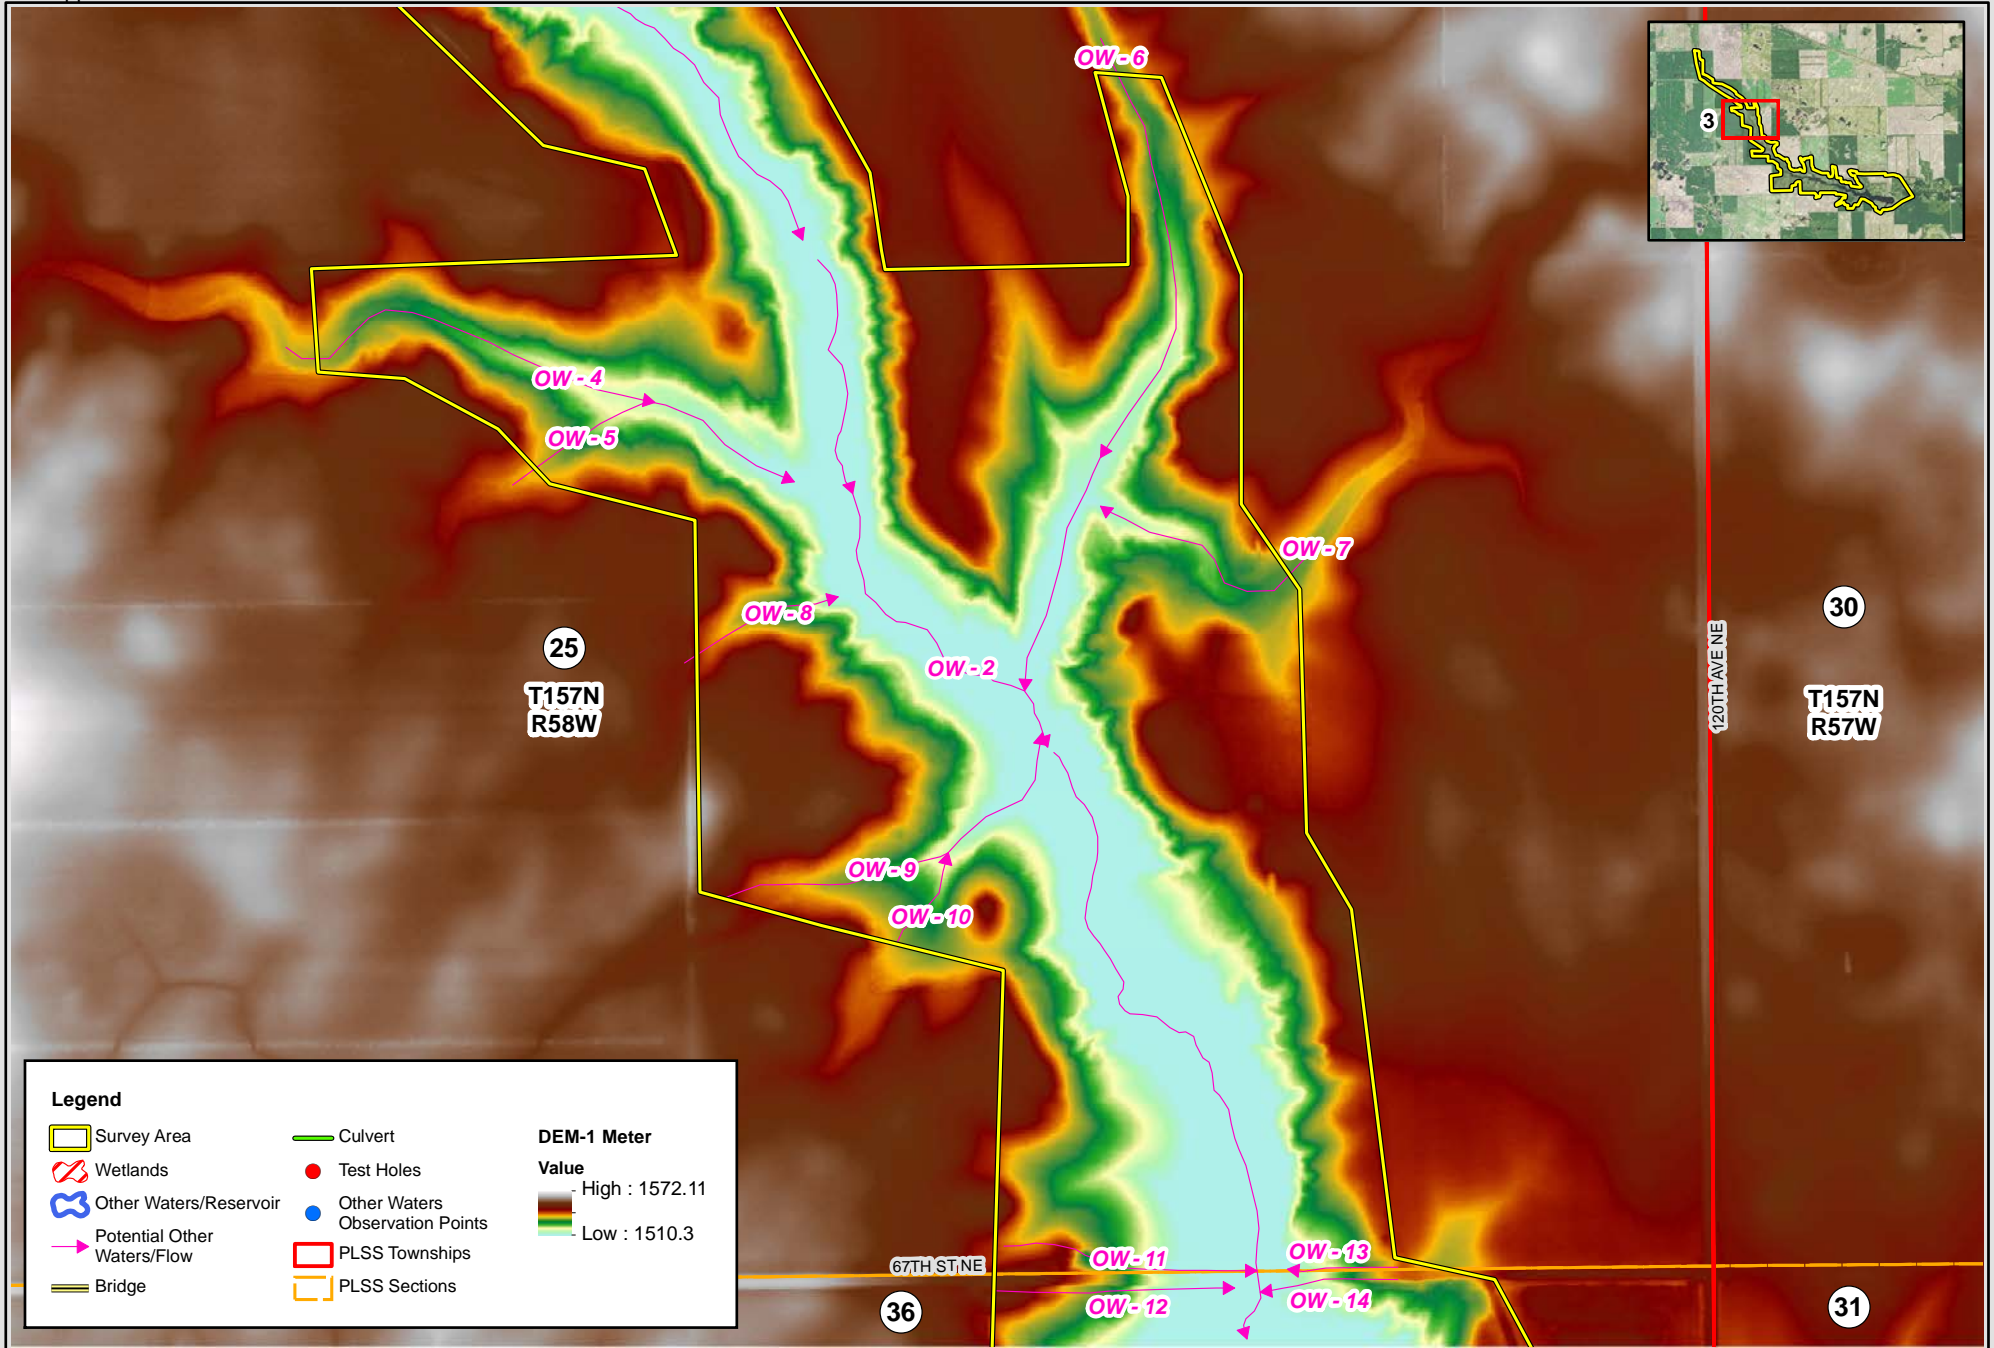 OW - 6
3
OW - 4
OW - 5
OW - 7
OW - 8
OW - 2
25
T157N
R58W
30
T157N
R57W
120TH AVE NE
OW - 9
OW - 10
67TH ST NE
OW - 11
OW - 13
OW - 12
OW - 14
36
31
Legend
Survey Area
Wetlands
Other Waters/Reservoir
Potential Other
Waters/Flow
Bridge
Culvert
Test Holes
Other Waters
Observation Points
PLSS Townships
PLSS Sections
DEM-1 Meter
Value
High : 1572.11
Low : 1510.3